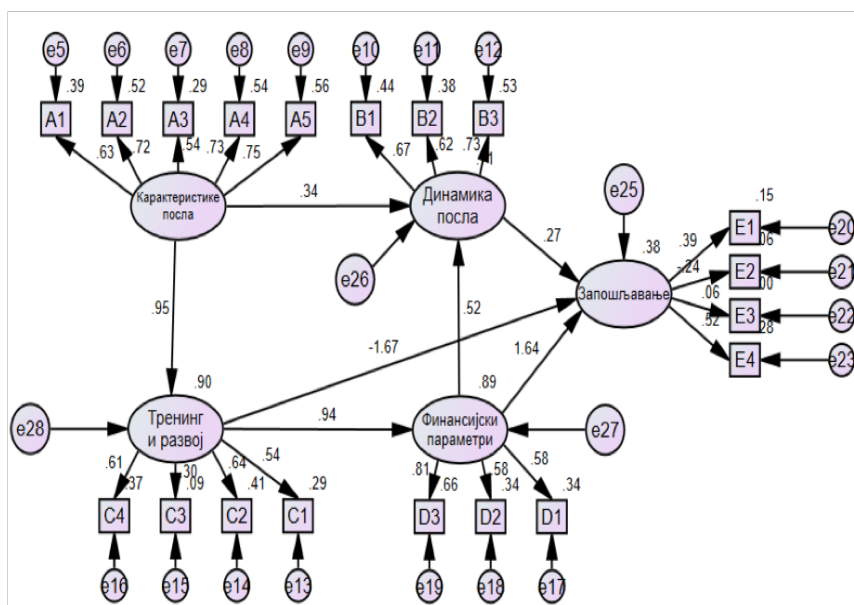 e5 e6 e7 e8 e9 e10 e11 e12
.39 .52 .29 .54 .56 .44 .38 .53
A1 A2 A3 A4 A5 B1 B2 B3
.63 .72 .54 .73 .75 .67 .62 .73
Карактеристике
посла
.34
Динамика
посла
e25
.15
E1 e20
.39
.38
.27
.06
-.24
E2 e21
.00
Запошљавање
.06
E3 e22
.28
.52
E4 e23
e26
.95
.52
-1.67
1.64
.90
.89
e28
Тренинг
и развој
.94
Финансијски
параметри
e27
.61 .30 .64 .54 .81 .58 .58
.37 .09 .41 .29 .66 .34 .34
C4 C3 C2 C1 D3 D2 D1
e16 e15 e14 e13 e19 e18 e17